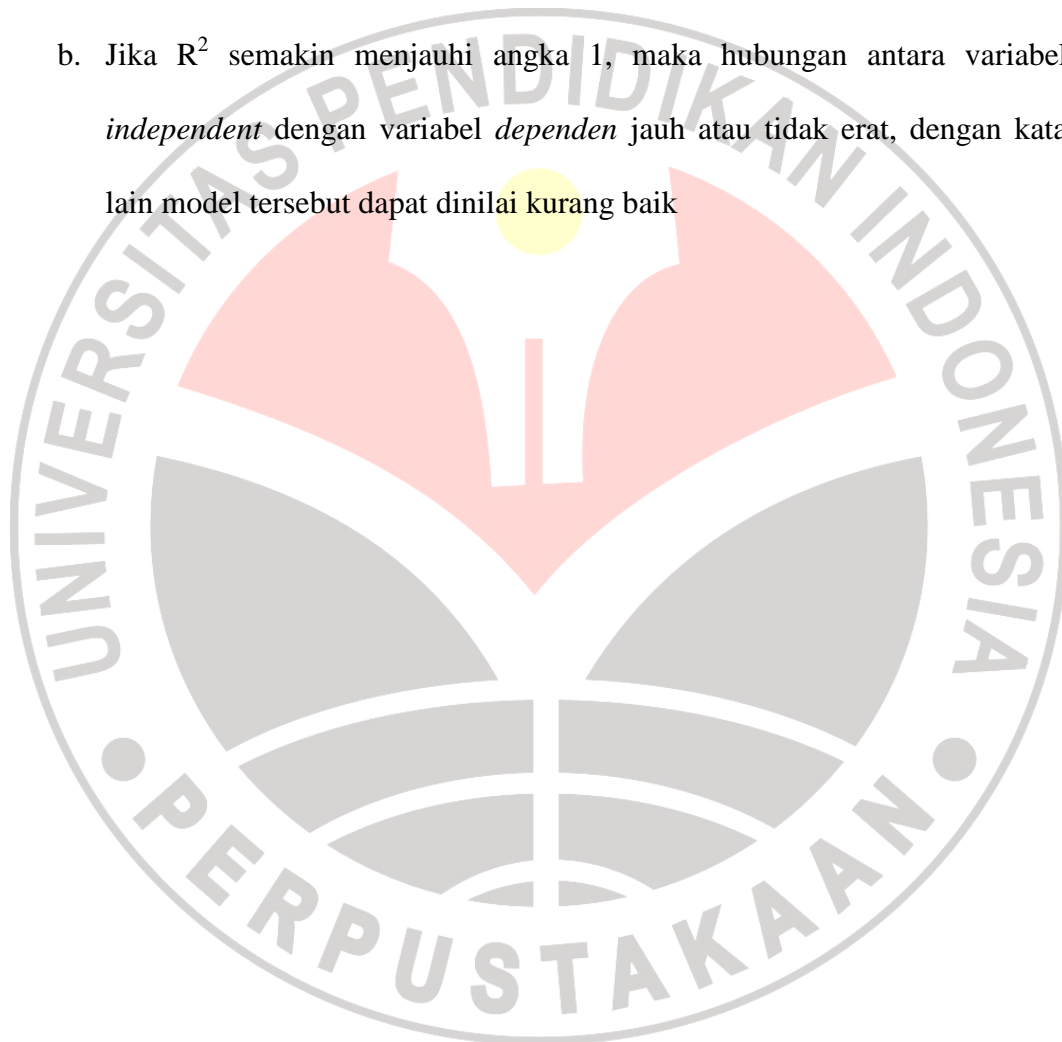 b. Jika R² semakin menjauhi angka 1, maka hubungan antara variabel
independent dengan variabel dependen jauh atau tidak erat, dengan kata
lain model tersebut dapat dinilai kurang baik
UNIVERSITAS PENDIDIKAN INDONESIA
PERPUSTAKAAN